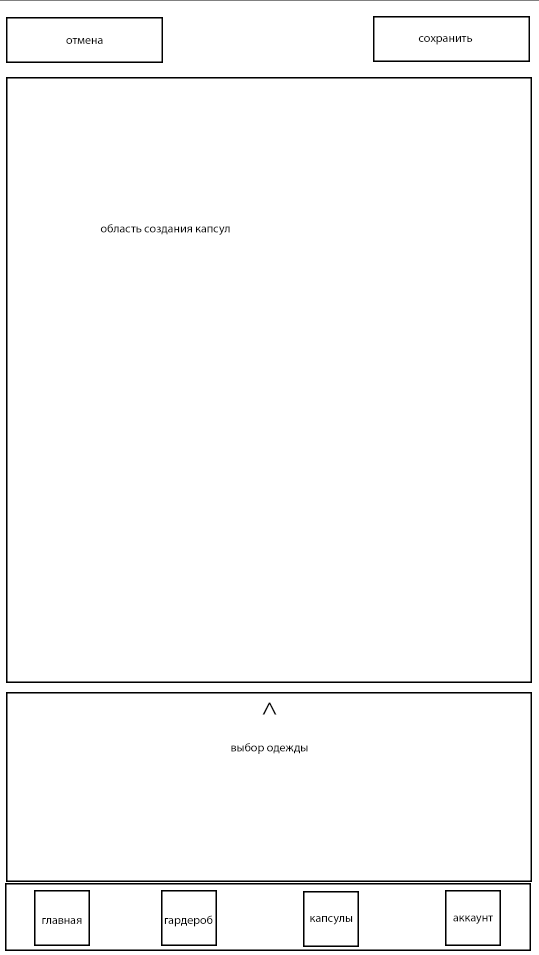 отмена
сохранить
область создания капсул
выбор одежды
главная
гардероб
капсулы
аккаунт